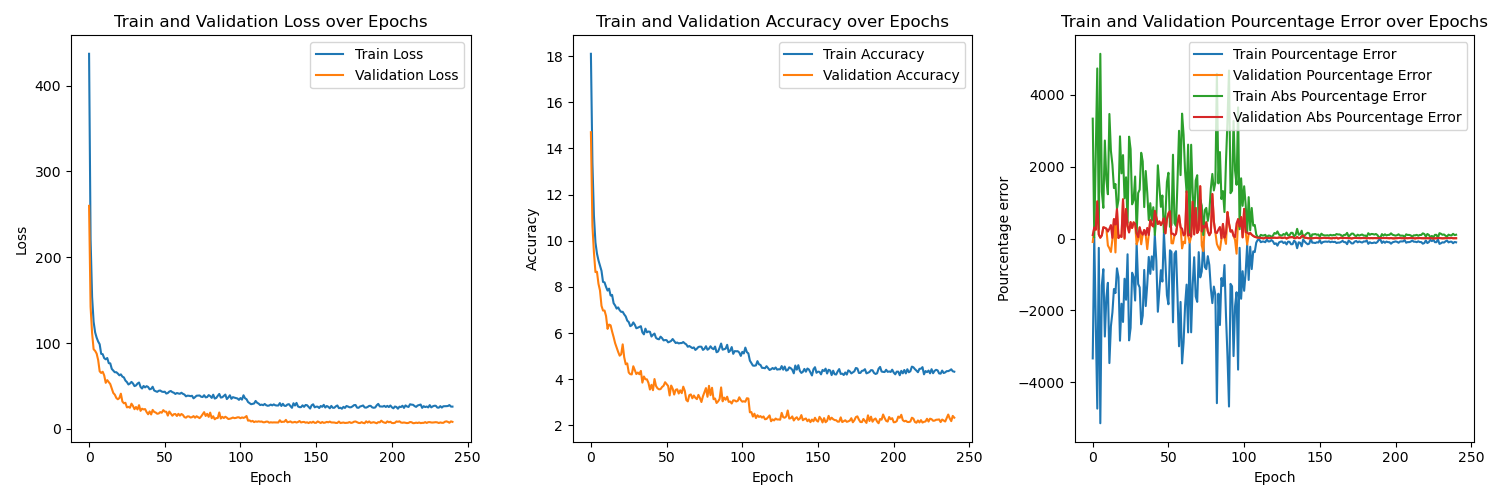 Train and Validation Loss over Epochs
Train Loss
Validation Loss
400
300
200
100
0
Loss
0 50 100 150 200 250
Epoch
Train and Validation Accuracy over Epochs
Train Accuracy
Validation Accuracy
18
16
14
12
10
8
6
4
2
Accuracy
0 50 100 150 200 250
Epoch
Train and Validation Pourcentage Error over Epochs
Train Pourcentage Error
Validation Pourcentage Error
Train Abs Pourcentage Error
Validation Abs Pourcentage Error
4000
2000
0
−2000
−4000
Pourcentage error
0 50 100 150 200 250
Epoch